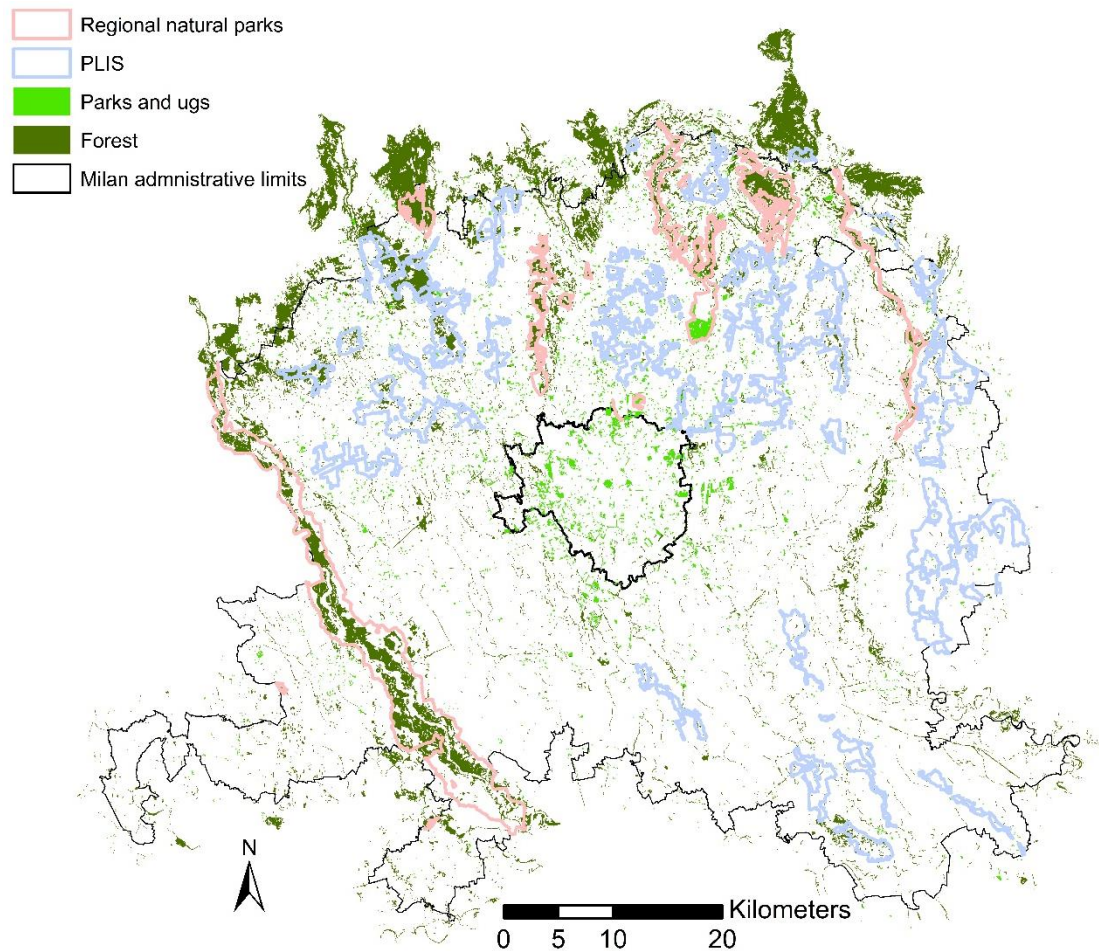 Regional natural parks
PLIS
Parks and ugs
Forest
Milan admnistrative limits
N
Kilometers
0 5 10 20